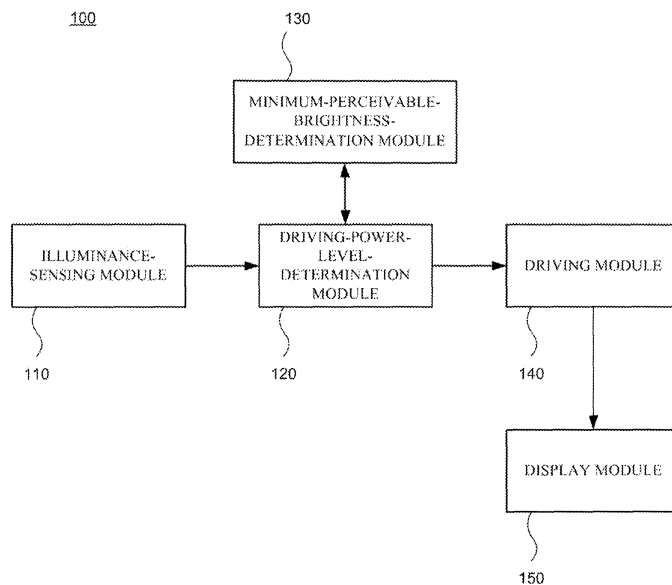 100
130
MINIMUM-PERCEIVABLE-
BRIGHTNESS-
DETERMINATION MODULE
ILLUMINANCE-
SENSING MODULE
DRIVING-POWER-
LEVEL-
DETERMINATION
MODULE
DRIVING MODULE
110
120
140
DISPLAY MODULE
150